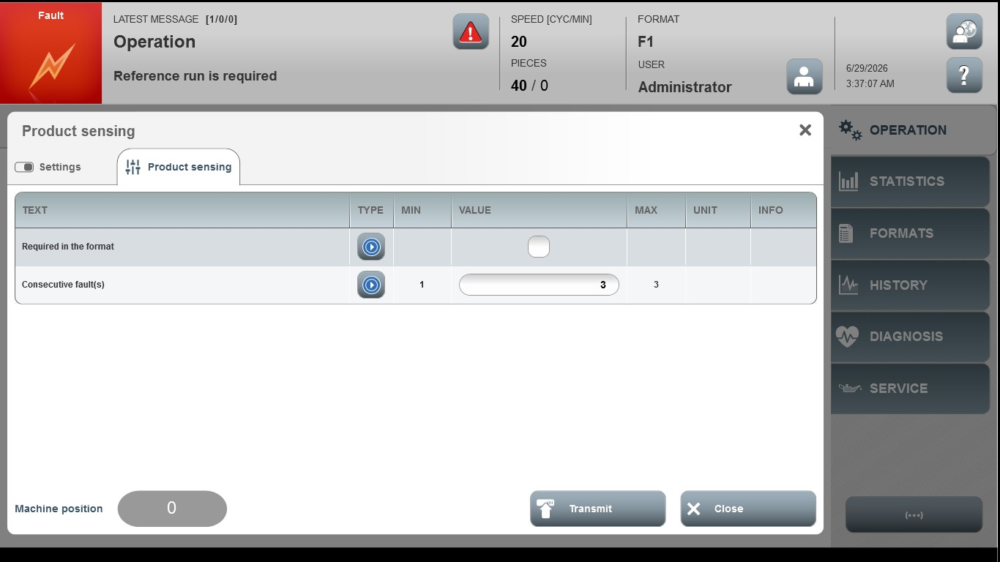 Fault
LATEST MESSAGE [1/0/0]
Operation
Reference run is required
SPEED [CYC/MIN]
20
PIECES
40 / 0
FORMAT
F1
USER
Administrator
6/29/2026
3:37:07 AM
?
Product sensing
Settings
Product sensing
TEXT TYPE MIN VALUE MAX UNIT INFO
Required in the format
Consecutive fault(s) 1 3 3
Machine position 0
Transmit
Close
OPERATION
STATISTICS
FORMATS
HISTORY
DIAGNOSIS
SERVICE
(•••)